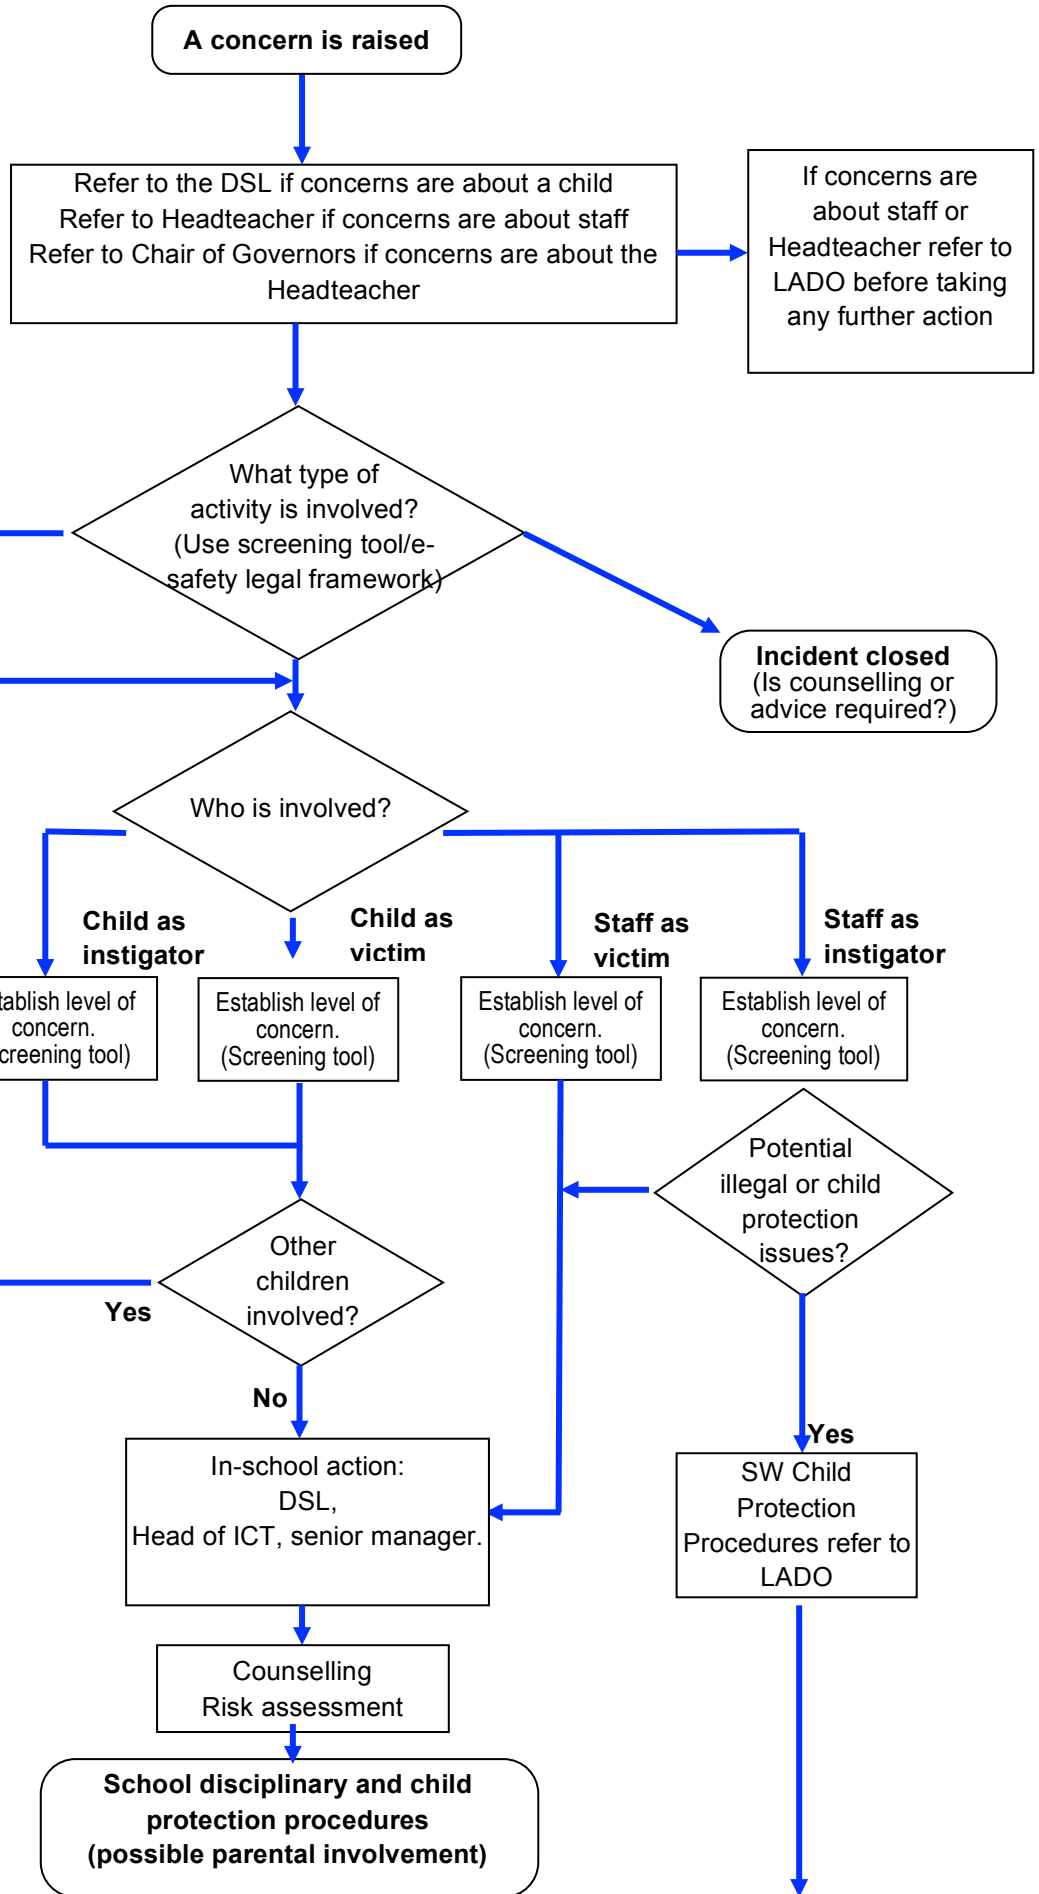 A concern is raised
Refer to the DSL if concerns are about a child
Refer to Headteacher if concerns are about staff
Refer to Chair of Governors if concerns are about the
Headteacher
If concerns are
about staff or
Headteacher refer to
LADO before taking
any further action
What type of
activity is involved?
(Use screening tool/e-
safety legal framework)
Incident closed
(Is counselling or
advice required?)
Who is involved?
Child as
instigator
Child as
victim
Staff as
victim
Staff as
instigator
tablish level of
concern.
creening tool)
Establish level of
concern.
(Screening tool)
Establish level of
concern.
(Screening tool)
Establish level of
concern.
(Screening tool)
Potential
illegal or child
protection
issues?
Other
children
involved?
Yes
No
Yes
In-school action:
DSL,
Head of ICT, senior manager.
SW Child
Protection
Procedures refer to
LADO
Counselling
Risk assessment
School disciplinary and child
protection procedures
(possible parental involvement)